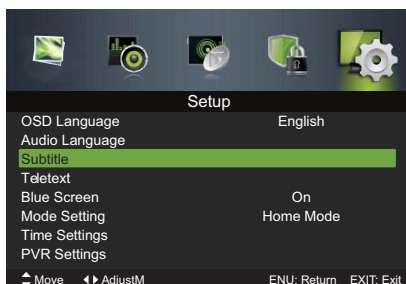 Setup
OSD Language English
Audio Language
Subtitle
Teletext
Blue Screen On
Mode Setting Home Mode
Time Settings
PVR Settings
Move AdjustM ENU: Return EXIT: Exit